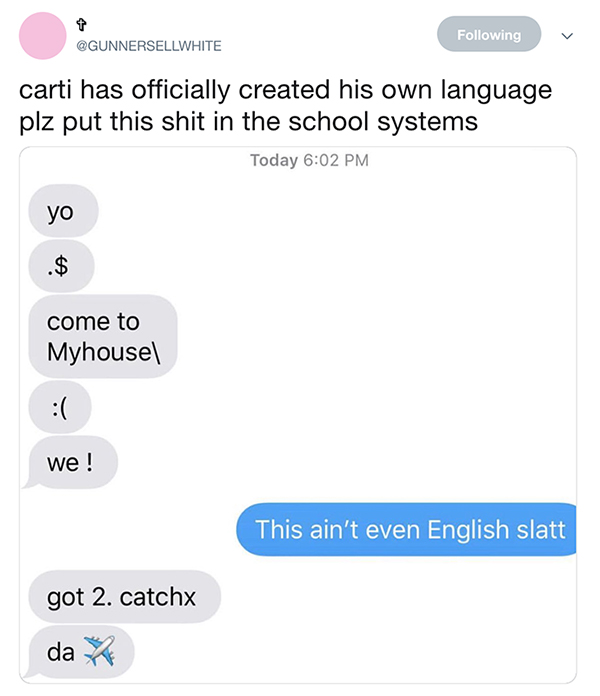 ✞
@GUNNERSELLWHITE
Following
carti has officially created his own language
plz put this shit in the school systems
Today 6:02 PM
yo
.$
come to
Myhouse\
:(
we !
This ain’t even English slatt
got 2. catchx
da ✈️